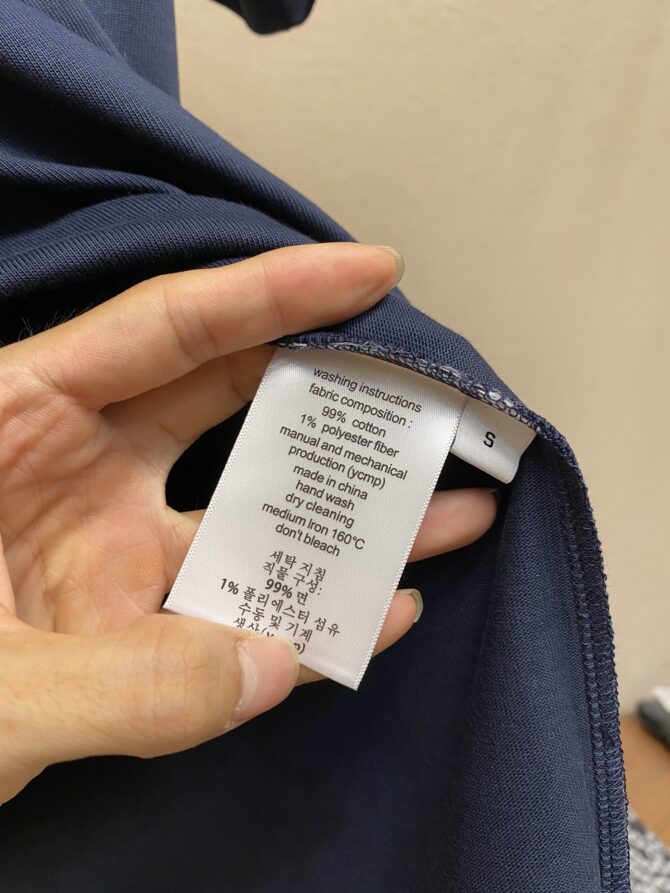 washing instructions
fabric composition :
99% cotton
1% polyester fiber
manual and mechanical
production (ycmp)
made in china
hand wash
dry cleaning
medium Iron 160℃
don't bleach
세탁 지침
직물 구성:
99% 면
1% 폴리에스터 섬유
수동 및 기계
S